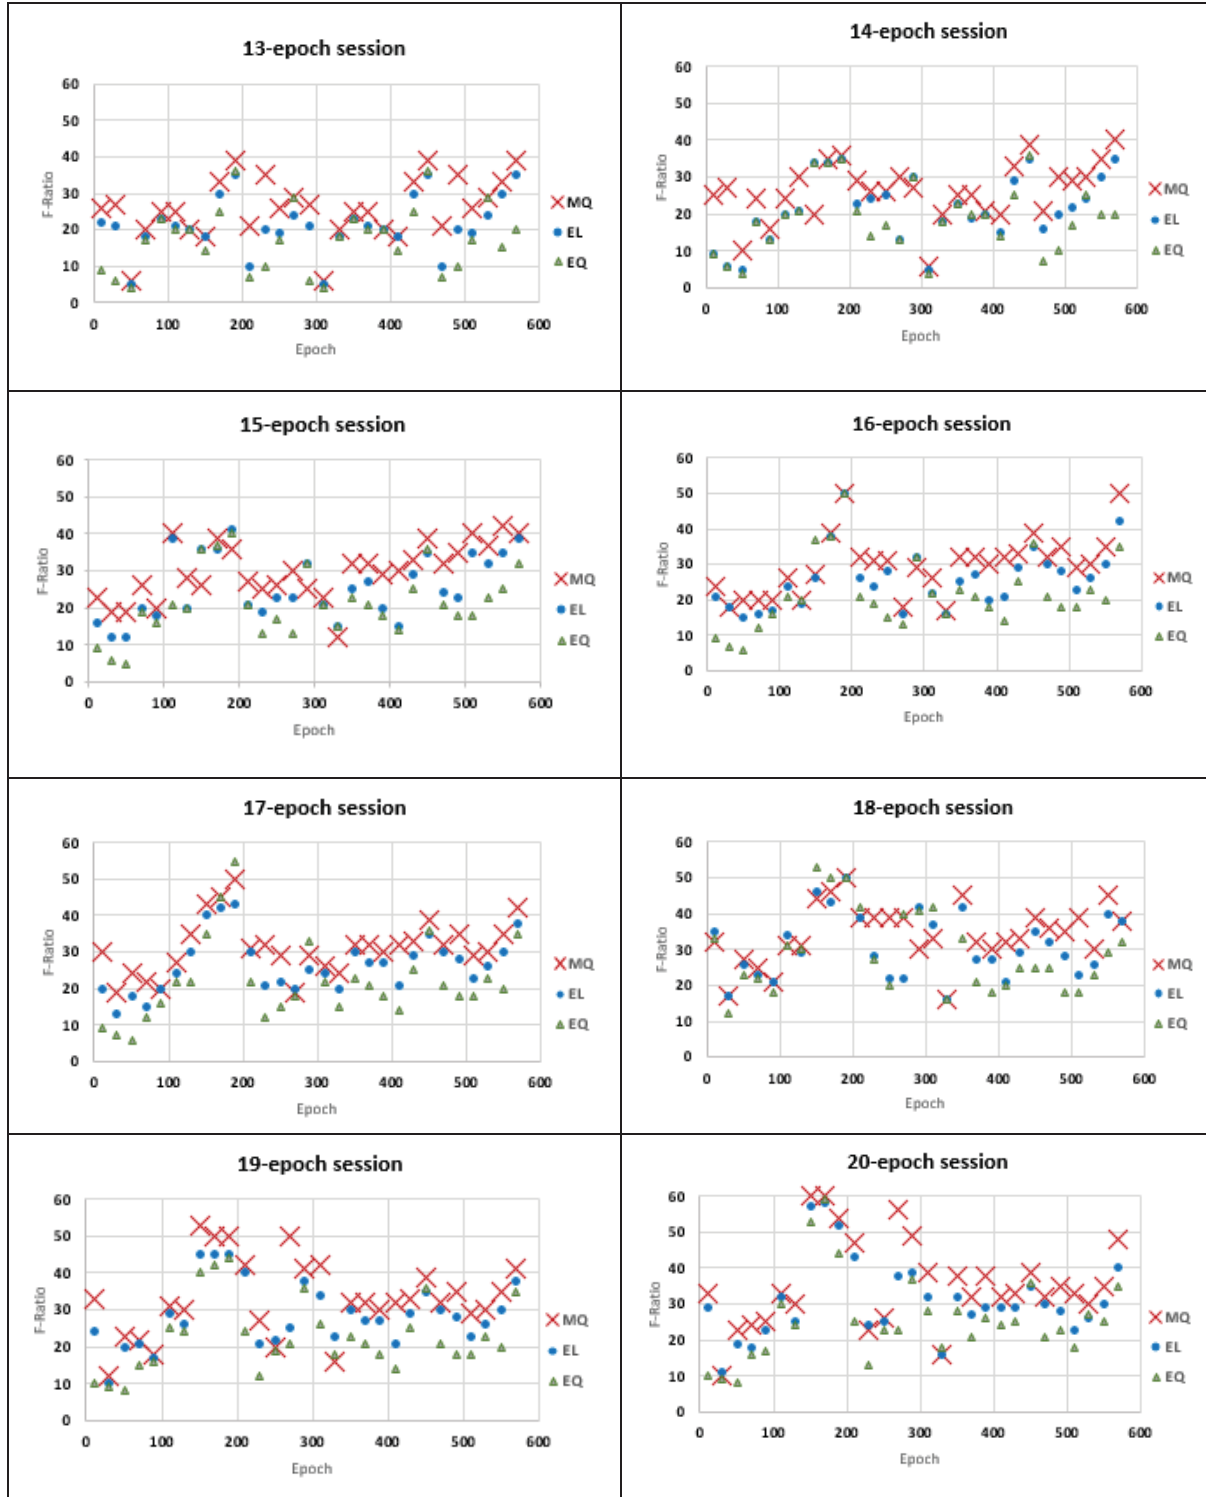 13-epoch session
60
50
40
30
20
10
0
F-Ratio
0 100 200 300 400 500 600
Epoch
MQ
EL
EQ
14-epoch session
60
50
40
30
20
10
0
F-Ratio
0 100 200 300 400 500 600
Epoch
MQ
EL
EQ
15-epoch session
60
50
40
30
20
10
0
F-Ratio
0 100 200 300 400 500 600
Epoch
MQ
EL
EQ
16-epoch session
60
50
40
30
20
10
0
F-Ratio
0 100 200 300 400 500 600
Epoch
MQ
EL
EQ
17-epoch session
60
50
40
30
20
10
0
F-Ratio
0 100 200 300 400 500 600
Epoch
MQ
EL
EQ
18-epoch session
60
50
40
30
20
10
0
F-Ratio
0 100 200 300 400 500 600
Epoch
MQ
EL
EQ
19-epoch session
60
50
40
30
20
10
0
F-Ratio
0 100 200 300 400 500 600
Epoch
MQ
EL
EQ
20-epoch session
60
50
40
30
20
10
0
F-Ratio
0 100 200 300 400 500 600
Epoch
MQ
EL
EQ